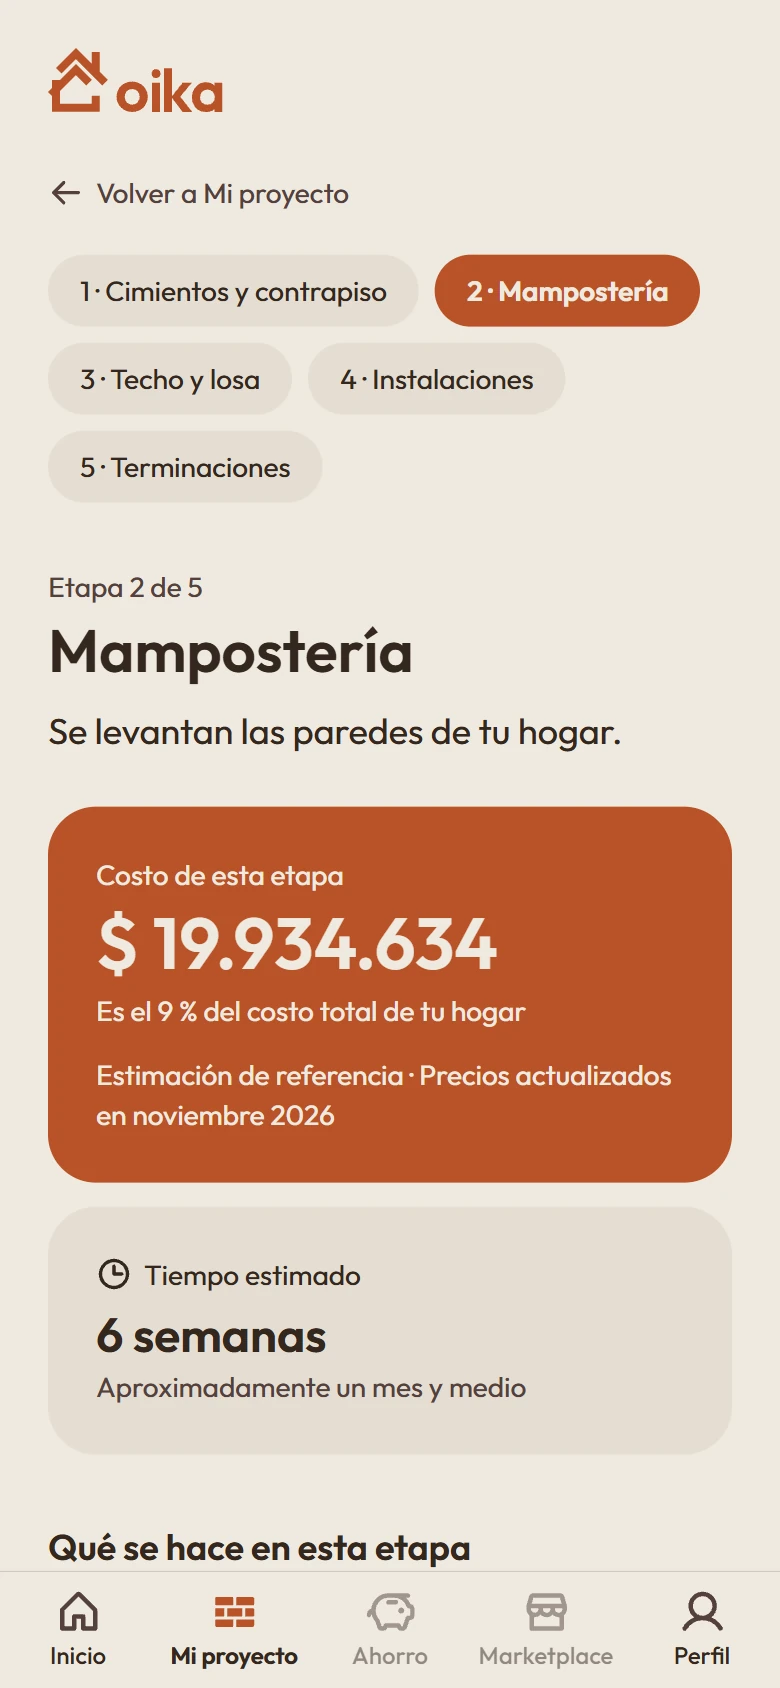 oika
Volver a Mi proyecto
1 · Cimientos y contrapiso
2 · Mampostería
3 · Techo y losa
4 · Instalaciones
5 · Terminaciones
Etapa 2 de 5
Mampostería
Se levantan las paredes de tu hogar.
Costo de esta etapa
$ 19.934.634
Es el 9 % del costo total de tu hogar
Estimación de referencia · Precios actualizados
en noviembre 2026
Tiempo estimado
6 semanas
Aproximadamente un mes y medio
Qué se hace en esta etapa
Inicio
Mi proyecto
Ahorro
Marketplace
Perfil